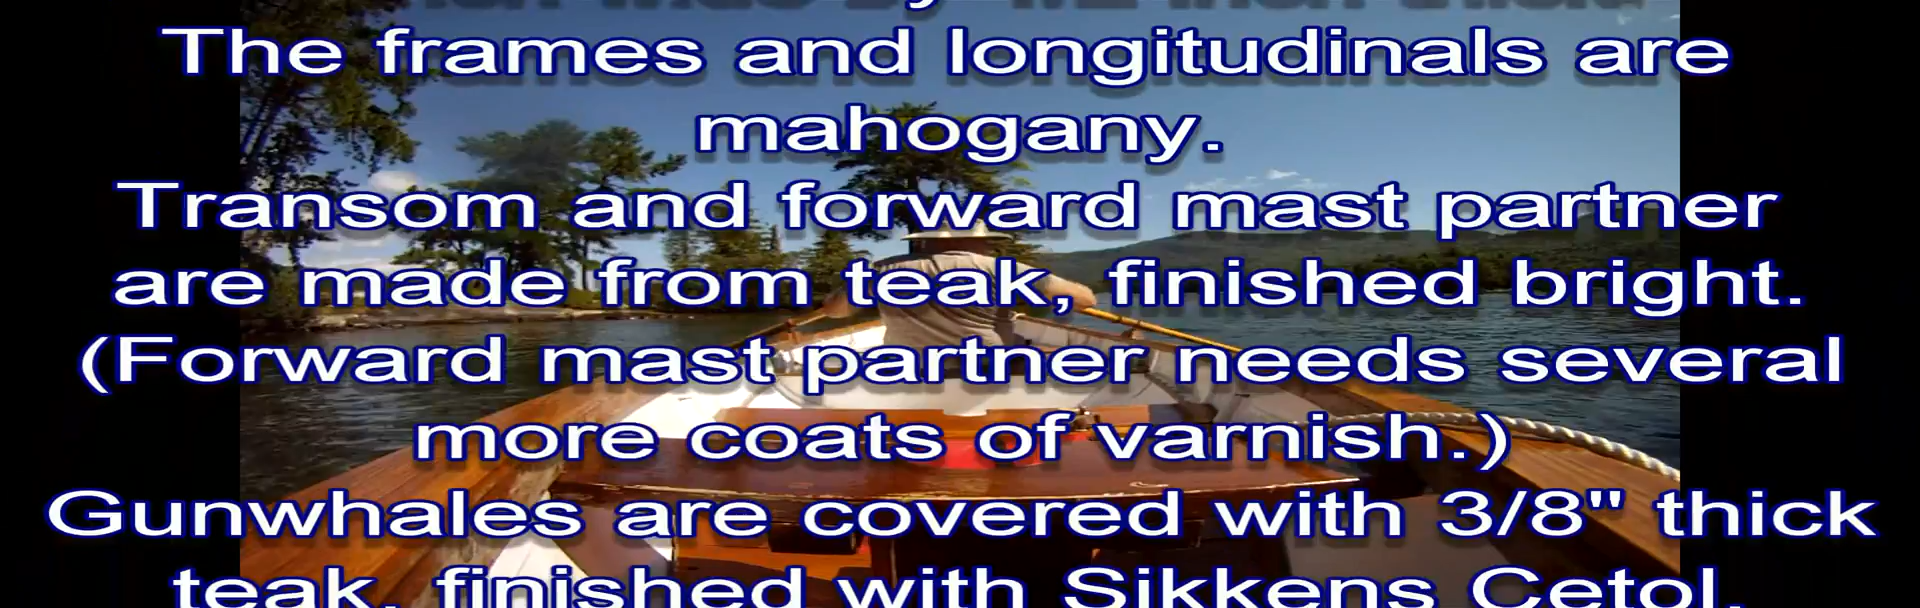 The frames and longitudinals are
mahogany.
Transom and forward mast partner
are made from teak, finished bright.
(Forward mast partner needs several
more coats of varnish.)
Gunwhales are covered with 3/8" thick
teak, finished with Sikkens Cetol.